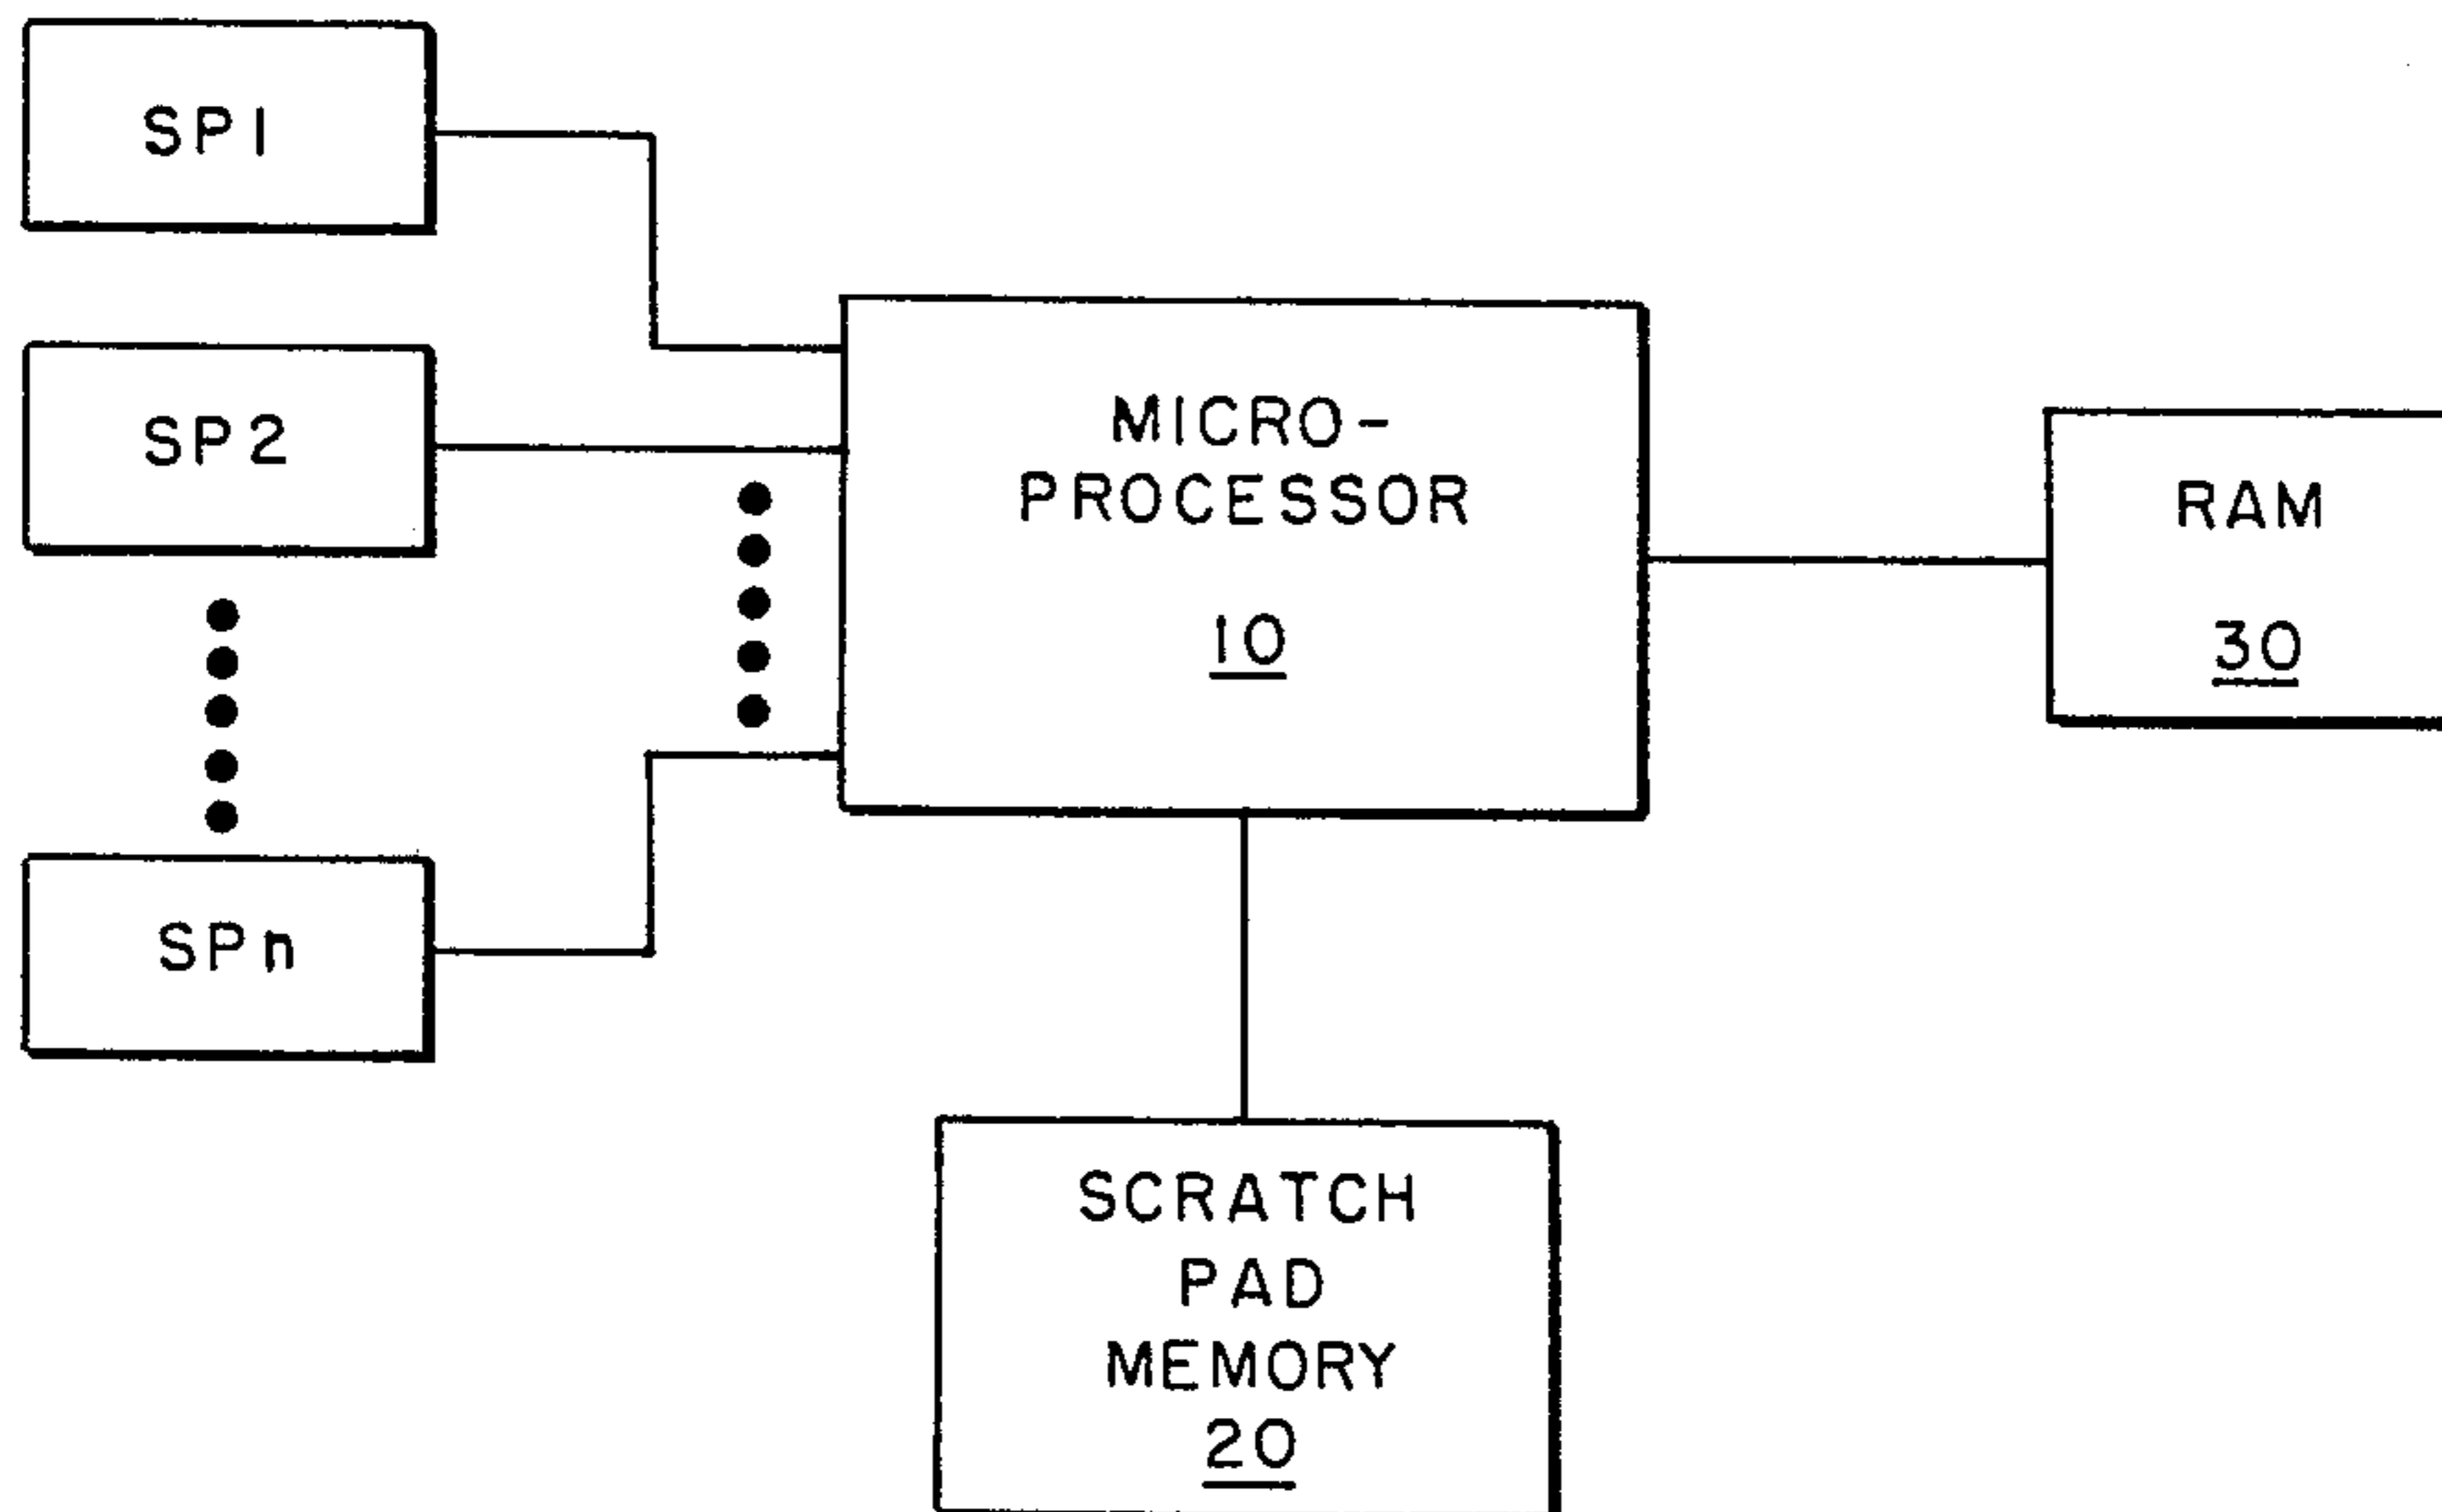 SP1
SP2
SPn
MICRO-
PROCESSOR
10
RAM
30
SCRATCH
PAD
MEMORY
20